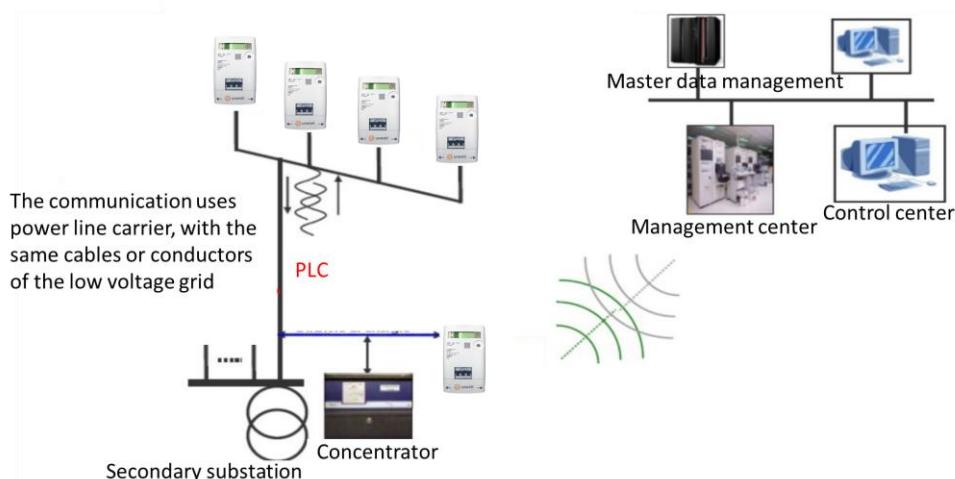 Master data management
The communication uses
power line carrier, with the
same cables or conductors
of the low voltage grid
Management center
Control center
PLC
Concentrator
Secondary substation